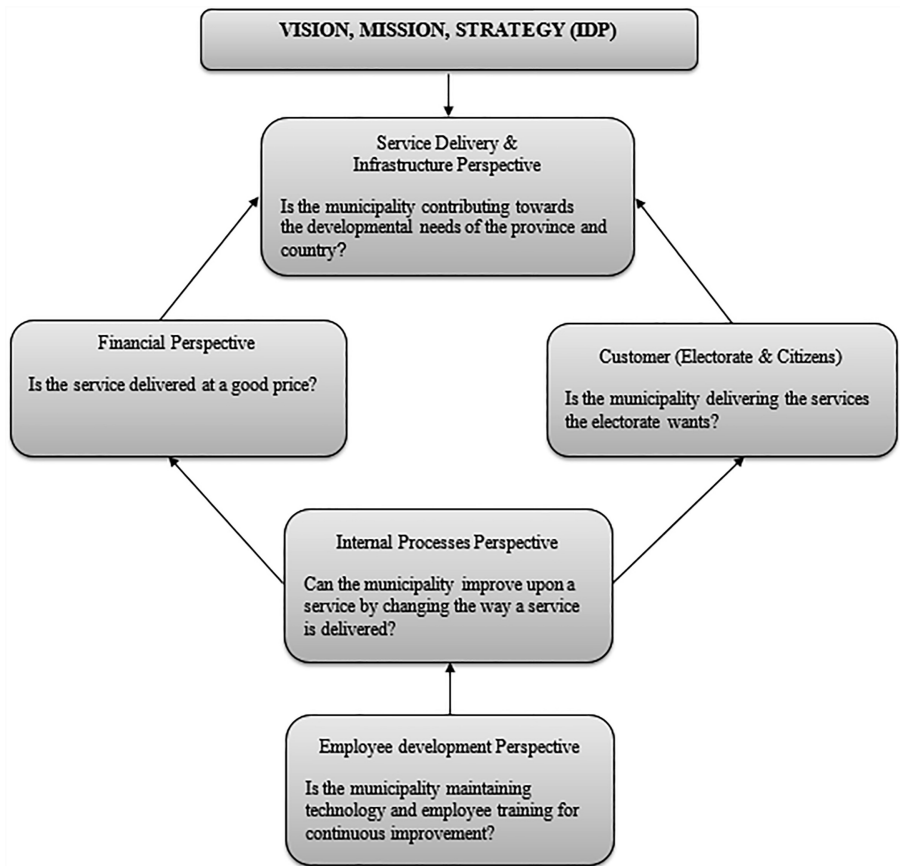 VISION, MISSION, STRATEGY (IDP)
Service Delivery &
Infrastructure Perspective
Is the municipality contributing towards
the developmental needs of the province and
country?
Financial Perspective
Is the service delivered at a good price?
Customer (Electorate & Citizens)
Is the municipality delivering the services
the electorate wants?
Internal Processes Perspective
Can the municipality improve upon a
service by changing the way a service
is delivered?
Employee development Perspective
Is the municipality maintaining
technology and employee training for
continuous improvement?